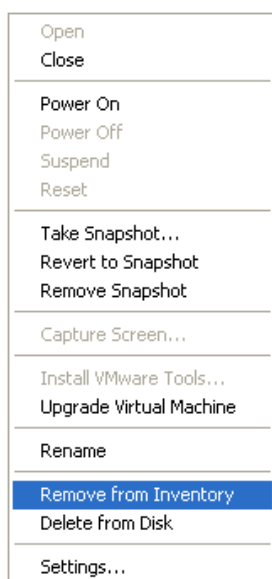 Open
Close
Power On
Power Off
Suspend
Reset
Take Snapshot...
Revert to Snapshot
Remove Snapshot
Capture Screen...
Install VMware Tools...
Upgrade Virtual Machine
Rename
Remove from Inventory
Delete from Disk
Settings...